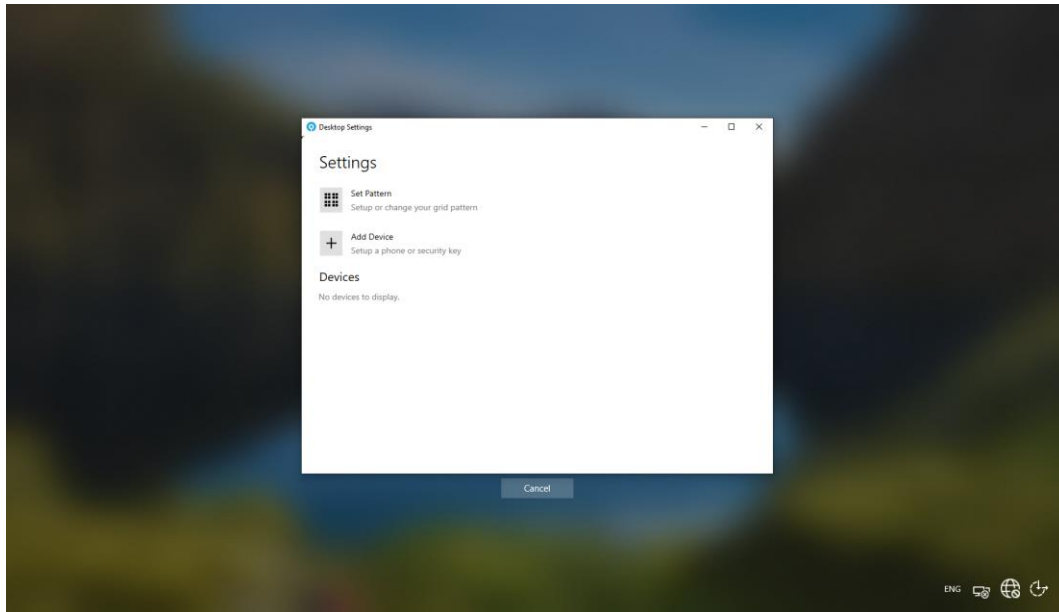 Desktop Settings
Settings
Set Pattern
Setup or change your grid pattern
Add Device
Setup a phone or security key
Devices
No devices to display.
Cancel
ENG